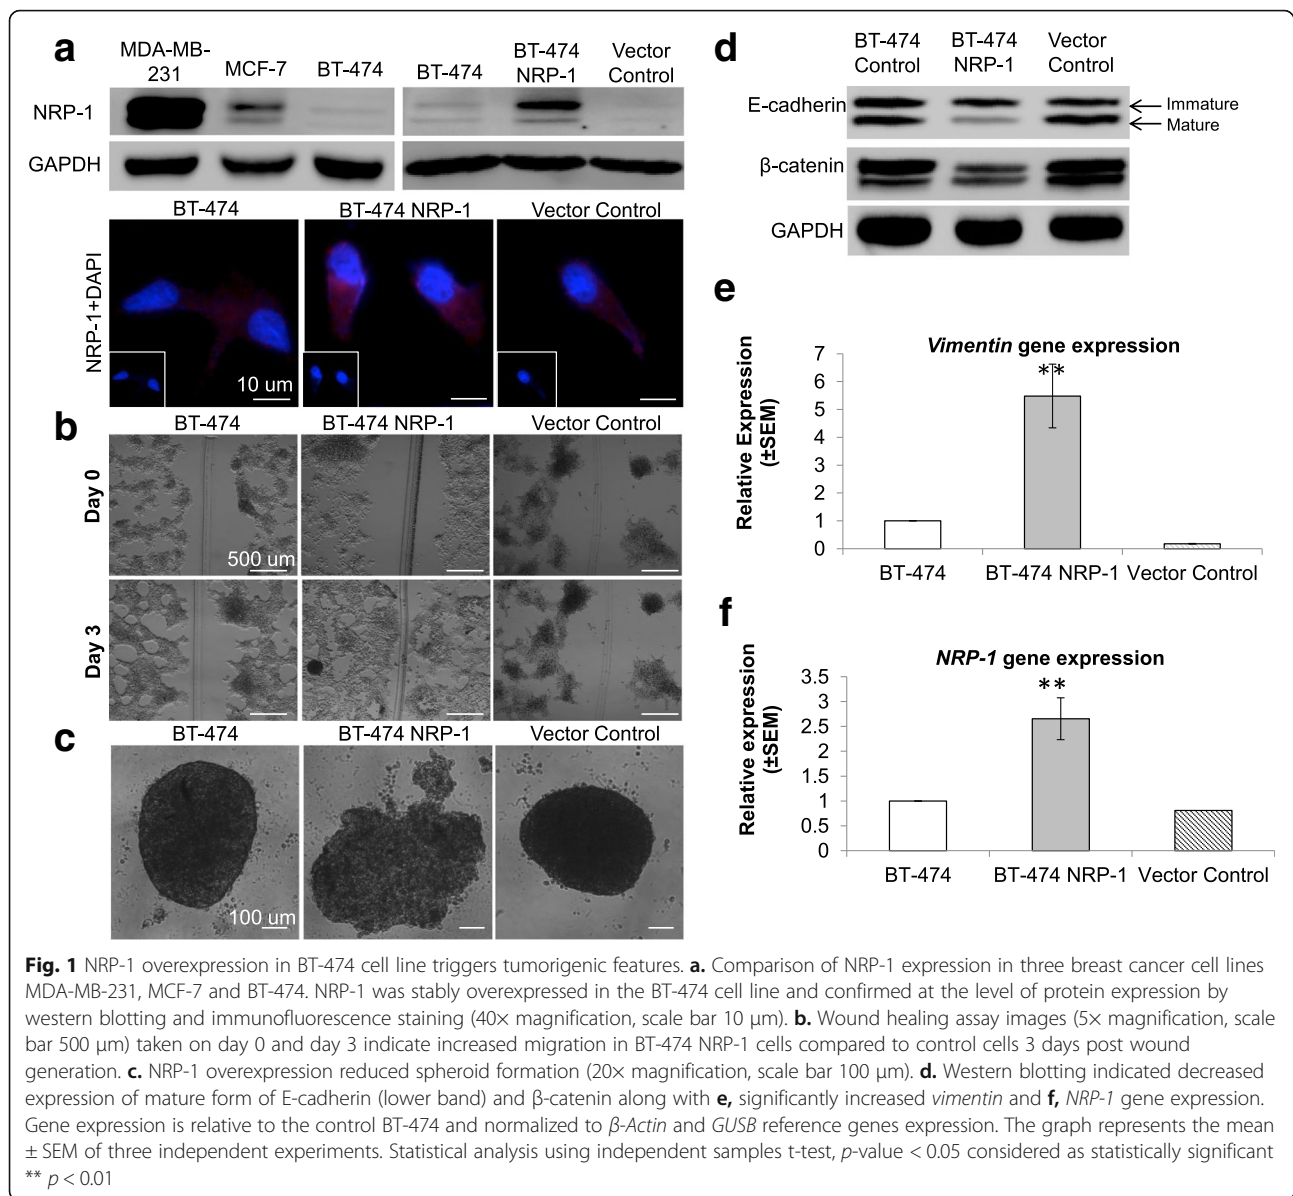 a
MDA-MB-
231
MCF-7
BT-474
BT-474
BT-474
NRP-1
Vector
Control
NRP-1
GAPDH
BT-474
BT-474 NRP-1
Vector Control
NRP-1+DAPI
10 um
b
BT-474
BT-474 NRP-1
Vector Control
Day 0
500 um
Day 3
c
BT-474
BT-474 NRP-1
Vector Control
100 um
d
BT-474
Control
BT-474
NRP-1
Vector
Control
E-cadherin
Immature
Mature
β-catenin
GAPDH
e
Vimentin gene expression
**
Relative Expression
(±SEM)
7
6
5
4
3
2
1
0
BT-474
BT-474 NRP-1
Vector Control
f
NRP-1 gene expression
**
Relative expression
(±SEM)
3.5
3
2.5
2
1.5
1
0.5
0
BT-474
BT-474 NRP-1
Vector Control
Fig. 1 NRP-1 overexpression in BT-474 cell line triggers tumorigenic features. a. Comparison of NRP-1 expression in three breast cancer cell lines
MDA-MB-231, MCF-7 and BT-474. NRP-1 was stably overexpressed in the BT-474 cell line and confirmed at the level of protein expression by
western blotting and immunofluorescence staining (40× magnification, scale bar 10 μm). b. Wound healing assay images (5× magnification, scale
bar 500 μm) taken on day 0 and day 3 indicate increased migration in BT-474 NRP-1 cells compared to control cells 3 days post wound
generation. c. NRP-1 overexpression reduced spheroid formation (20× magnification, scale bar 100 μm). d. Western blotting indicated decreased
expression of mature form of E-cadherin (lower band) and β-catenin along with e, significantly increased vimentin and f, NRP-1 gene expression.
Gene expression is relative to the control BT-474 and normalized to β-Actin and GUSB reference genes expression. The graph represents the mean
± SEM of three independent experiments. Statistical analysis using independent samples t-test, p-value < 0.05 considered as statistically significant
** p < 0.01